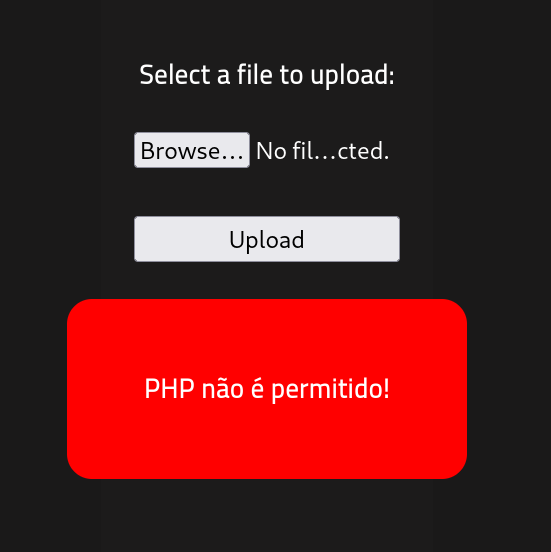 Select a file to upload:
Browse... No fil...cted.
Upload
PHP não é permitido!